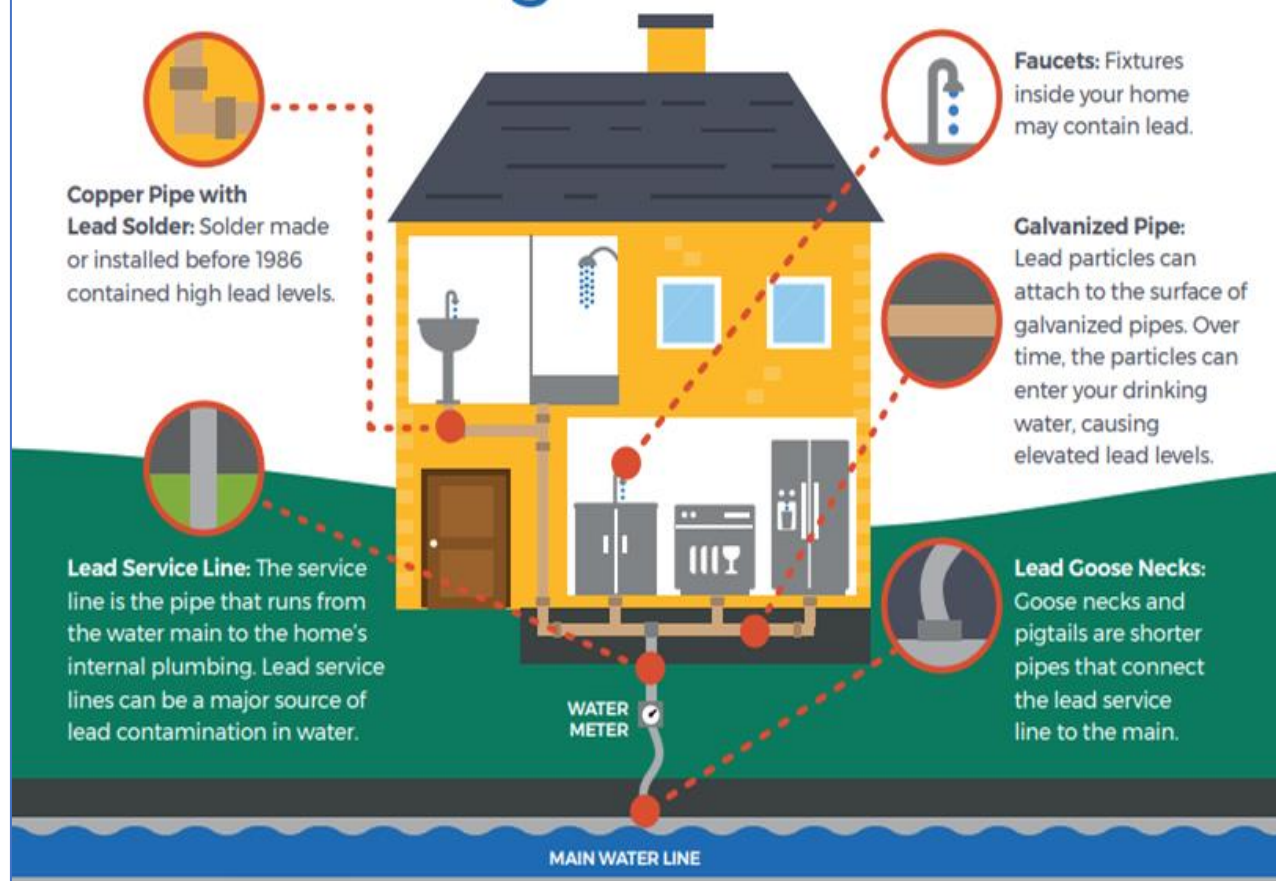 Copper Pipe with
Lead Solder: Solder made
or installed before 1986
contained high lead levels.
Lead Service Line: The service
line is the pipe that runs from
the water main to the home's
internal plumbing. Lead service
lines can be a major source of
lead contamination in water.
Faucets: Fixtures
inside your home
may contain lead.
Galvanized Pipe:
Lead particles can
attach to the surface of
galvanized pipes. Over
time, the particles can
enter your drinking
water, causing
elevated lead levels.
Lead Goose Necks:
Goose necks and
pigtails are shorter
pipes that connect
the lead service
line to the main.
WATER
METER
MAIN WATER LINE